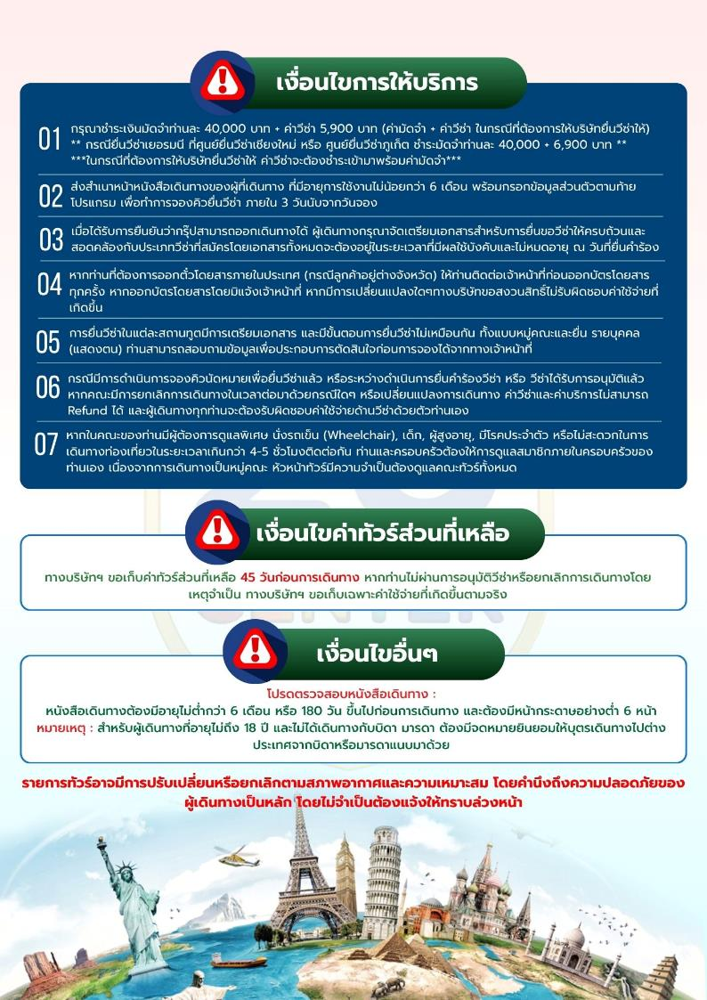 เงื่อนไขการให้บริการ
01 กรุณาชำระเงินมัดจำท่านละ 40,000 บาท + ค่าวีซ่า 5,900 บาท (ค่ามัดจำ + ค่าวีซ่า ในกรณีที่ต้องการให้บริษัทยื่นวีซ่าให้)
** กรณียื่นวีซ่าเยอรมนี ที่ศูนย์ยื่นวีซ่าเชียงใหม่ หรือ ศูนย์ยื่นวีซ่าภูเก็ต ชำระมัดจำท่านละ 40,000 + 6,900 บาท **
***ในกรณีที่ต้องการให้บริษัทยื่นให้ ค่าวีซ่าจะต้องชำระเข้ามาพร้อมค่ามัดจำ***
02 ส่งสำเนาหน้าหนังสือเดินทางของผู้ที่เดินทาง ที่มีอายุการใช้งานไม่น้อยกว่า 6 เดือน พร้อมกรอกข้อมูลส่วนตัวตามท้าย
โปรแกรม เพื่อทำการจองคิวยื่นวีซ่า ภายใน 3 วันนับจากวันจอง
03 เมื่อได้รับการยืนยันว่ากรุ๊ปสามารถออกเดินทางได้ ผู้เดินทางกรุณาจัดเตรียมเอกสารสำหรับการยื่นขอวีซ่าให้ครบถ้วนและ
สอดคล้องกับประเภทวีซ่าที่สมัครโดยเอกสารทั้งหมดจะต้องอยู่ในระยะเวลาที่มีผลใช้บังคับและไม่หมดอายุ ณ วันที่ยื่นคำร้อง
04 หากท่านที่ต้องการออกตั๋วโดยสารภายในประเทศ (กรณีลูกค้าอยู่ต่างจังหวัด) ให้ท่านติดต่อเจ้าหน้าที่ก่อนออกบัตรโดยสาร
ทุกครั้ง หากออกบัตรโดยสารโดยมิแจ้งเจ้าหน้าที่ หากมีการเปลี่ยนแปลงใดๆทางบริษัทขอสงวนสิทธิ์ไม่รับผิดชอบค่าใช้จ่ายที่
เกิดขึ้น
05 การยื่นวีซ่าในแต่ละสถานทูตมีการเตรียมเอกสาร และมีขั้นตอนการยื่นวีซ่าไม่เหมือนกัน ทั้งแบบหมู่คณะและยื่น รายบุคคล
(แสดงตน) ท่านสามารถสอบถามข้อมูลเพื่อประกอบการตัดสินใจก่อนการจองได้จากทางเจ้าหน้าที่
06 กรณีมีการดำเนินการจองคิวนัดหมายเพื่อยื่นวีซ่าแล้ว หรือระหว่างดำเนินการยื่นคำร้องวีซ่า หรือ วีซ่าได้รับการอนุมัติแล้ว
หากคณะมีการยกเลิกการเดินทางในเวลาต่อมาด้วยกรณีใดๆ หรือเปลี่ยนแปลงการเดินทาง ค่าวีซ่าและค่าบริการไม่สามารถ
Refund ได้ และผู้เดินทางทุกท่านจะต้องรับผิดชอบค่าใช้จ่ายด้านวีซ่าด้วยตัวท่านเอง
07 หากในคณะของท่านมีผู้ต้องการดูแลพิเศษ นั่งรถเข็น (Wheelchair), เด็ก, ผู้สูงอายุ, มีโรคประจำตัว หรือไม่สะดวกในการ
เดินทางท่องเที่ยวในระยะเวลาเกินกว่า 4-5 ชั่วโมงติดต่อกัน ท่านและครอบครัวต้องให้การดูแลสมาชิกภายในครอบครัวของ
ท่านเอง เนื่องจากการเดินทางเป็นหมู่คณะ หัวหน้าทัวร์มีความจำเป็นต้องดูแลคณะทัวร์ทั้งหมด
เงื่อนไขค่าทัวร์ส่วนที่เหลือ
ทางบริษัทฯ ขอเก็บค่าทัวร์ส่วนที่เหลือ 45 วันก่อนการเดินทาง หากท่านไม่ผ่านการอนุมัติวีซ่าหรือยกเลิกการเดินทางโดย
เหตุจำเป็น ทางบริษัทฯ ขอเก็บเฉพาะค่าใช้จ่ายที่เกิดขึ้นตามจริง
CENTER
เงื่อนไขอื่นๆ
โปรดตรวจสอบหนังสือเดินทาง :
หนังสือเดินทางต้องมีอายุไม่ต่ำกว่า 6 เดือน หรือ 180 วัน ขึ้นไปก่อนการเดินทาง และต้องมีหน้ากระดาษอย่างต่ำ 6 หน้า
หมายเหตุ : สำหรับผู้เดินทางที่อายุไม่ถึง 18 ปี และไม่ได้เดินทางกับบิดา มารดา ต้องมีจดหมายยินยอมให้บุตรเดินทางไปต่าง
ประเทศจากบิดาหรือมารดาแนบมาด้วย
รายการทัวร์อาจมีการปรับเปลี่ยนหรือยกเลิกตามสภาพอากาศและความเหมาะสม โดยคำนึงถึงความปลอดภัยของ
ผู้เดินทางเป็นหลัก โดยไม่จำเป็นต้องแจ้งให้ทราบล่วงหน้า